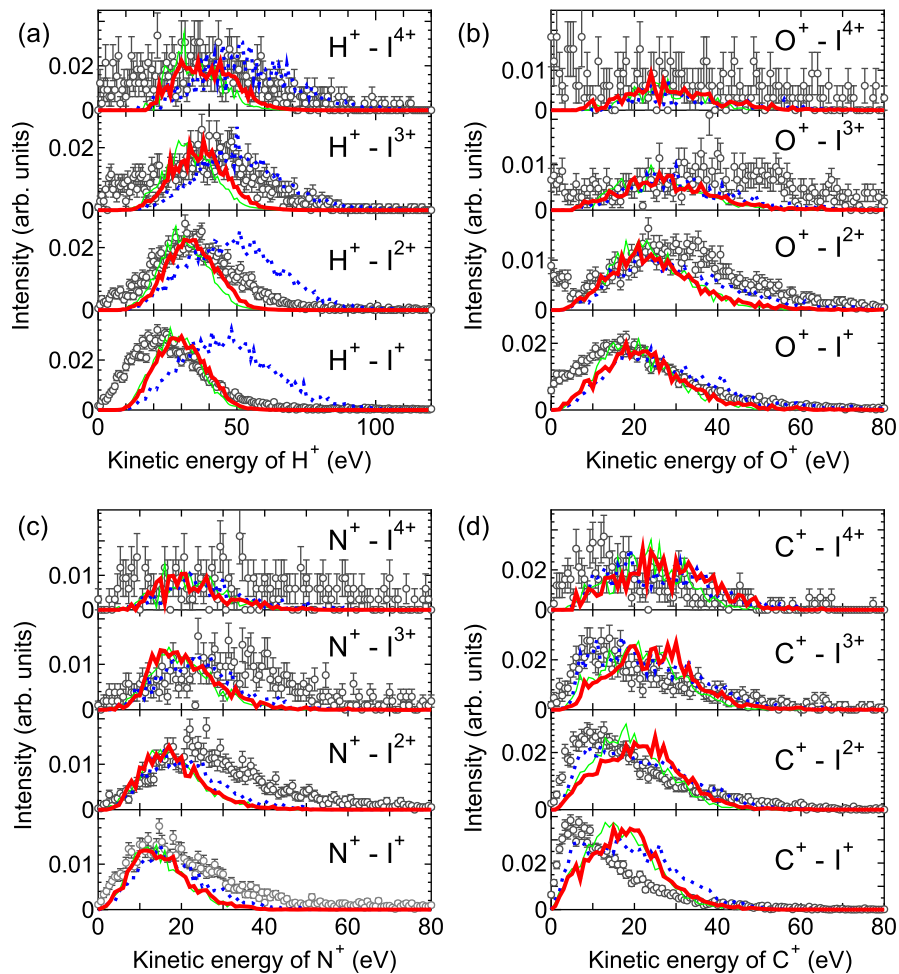 (a)
H⁺ - I⁴⁺
0.02
0
H⁺ - I³⁺
0.02
0
H⁺ - I²⁺
0.02
0
H⁺ - I⁺
0.02
0
0 50 100
Intensity (arb. units)
Kinetic energy of H⁺ (eV)
(b)
O⁺ - I⁴⁺
0.01
0
O⁺ - I³⁺
0.01
0
O⁺ - I²⁺
0.01
0
O⁺ - I⁺
0.02
0
0 20 40 60 80
Intensity (arb. units)
Kinetic energy of O⁺ (eV)
(c)
N⁺ - I⁴⁺
0.01
0
N⁺ - I³⁺
0.01
0
N⁺ - I²⁺
0.01
0
N⁺ - I⁺
0.01
0
0 20 40 60 80
Intensity (arb. units)
Kinetic energy of N⁺ (eV)
(d)
C⁺ - I⁴⁺
0.02
0
C⁺ - I³⁺
0.02
0
C⁺ - I²⁺
0.02
0
C⁺ - I⁺
0.02
0
0 20 40 60 80
Intensity (arb. units)
Kinetic energy of C⁺ (eV)